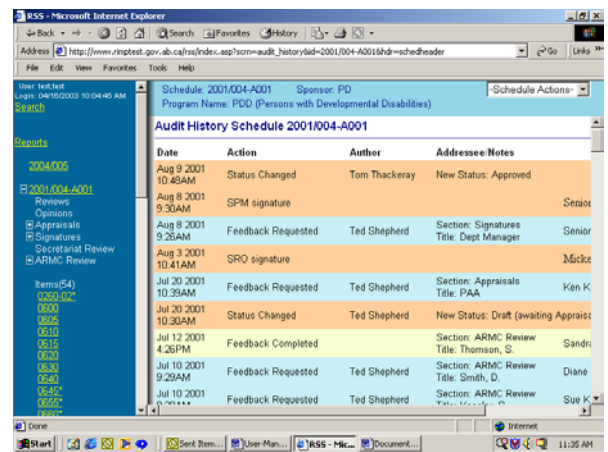 RSS - Microsoft Internet Explorer
Back Search Favorites History
Address http://www.rimptest.gov.ab.ca/rss/index.asp?scrn=audit_history&id=2001/004-A001&hdr=schedheader Go Links »
File Edit View Favorites Tools Help
User: test,test
Login: 04/16/2003 10:04:46 AM
Search
Reports
2004/005
2001/004-A001
Reviews
Opinions
Appraisals
Signatures
Secretariat Review
ARMC Review
Items(54)
0260-02*
0600
0605
0610
0615
0620
0630
0640
0645*
0655*
0660*
Schedule: 2001/004-A001 Sponsor: PD -Schedule Actions-
Program Name: PDD (Persons with Developmental Disabilities)
Audit History Schedule 2001/004-A001
Date Action Author Addressee/Notes
Aug 9 2001
10:48AM Status Changed Tom Thackeray New Status: Approved
Aug 8 2001
9:30AM SPM signature Senior
Aug 8 2001
9:26AM Feedback Requested Ted Shepherd Section: Signatures
Title: Dept Manager Senior
Aug 3 2001
10:41AM SRO signature Micke
Jul 20 2001
10:39AM Feedback Requested Ted Shepherd Section: Appraisals
Title: PAA Ken K
Jul 20 2001
10:30AM Status Changed Ted Shepherd New Status: Draft (awaiting Appraisa
Jul 12 2001
4:26PM Feedback Completed Section: ARMC Review
Title: Thomson, S. Sandra
Jul 10 2001
9:29AM Feedback Requested Ted Shepherd Section: ARMC Review
Title: Smith, D. Diane
Jul 10 2001
Feedback Requested Ted Shepherd Section: ARMC Review
Sue K
Done Internet
Start Sent Item... User-Man... RSS - Mic... Document... 11:35 AM